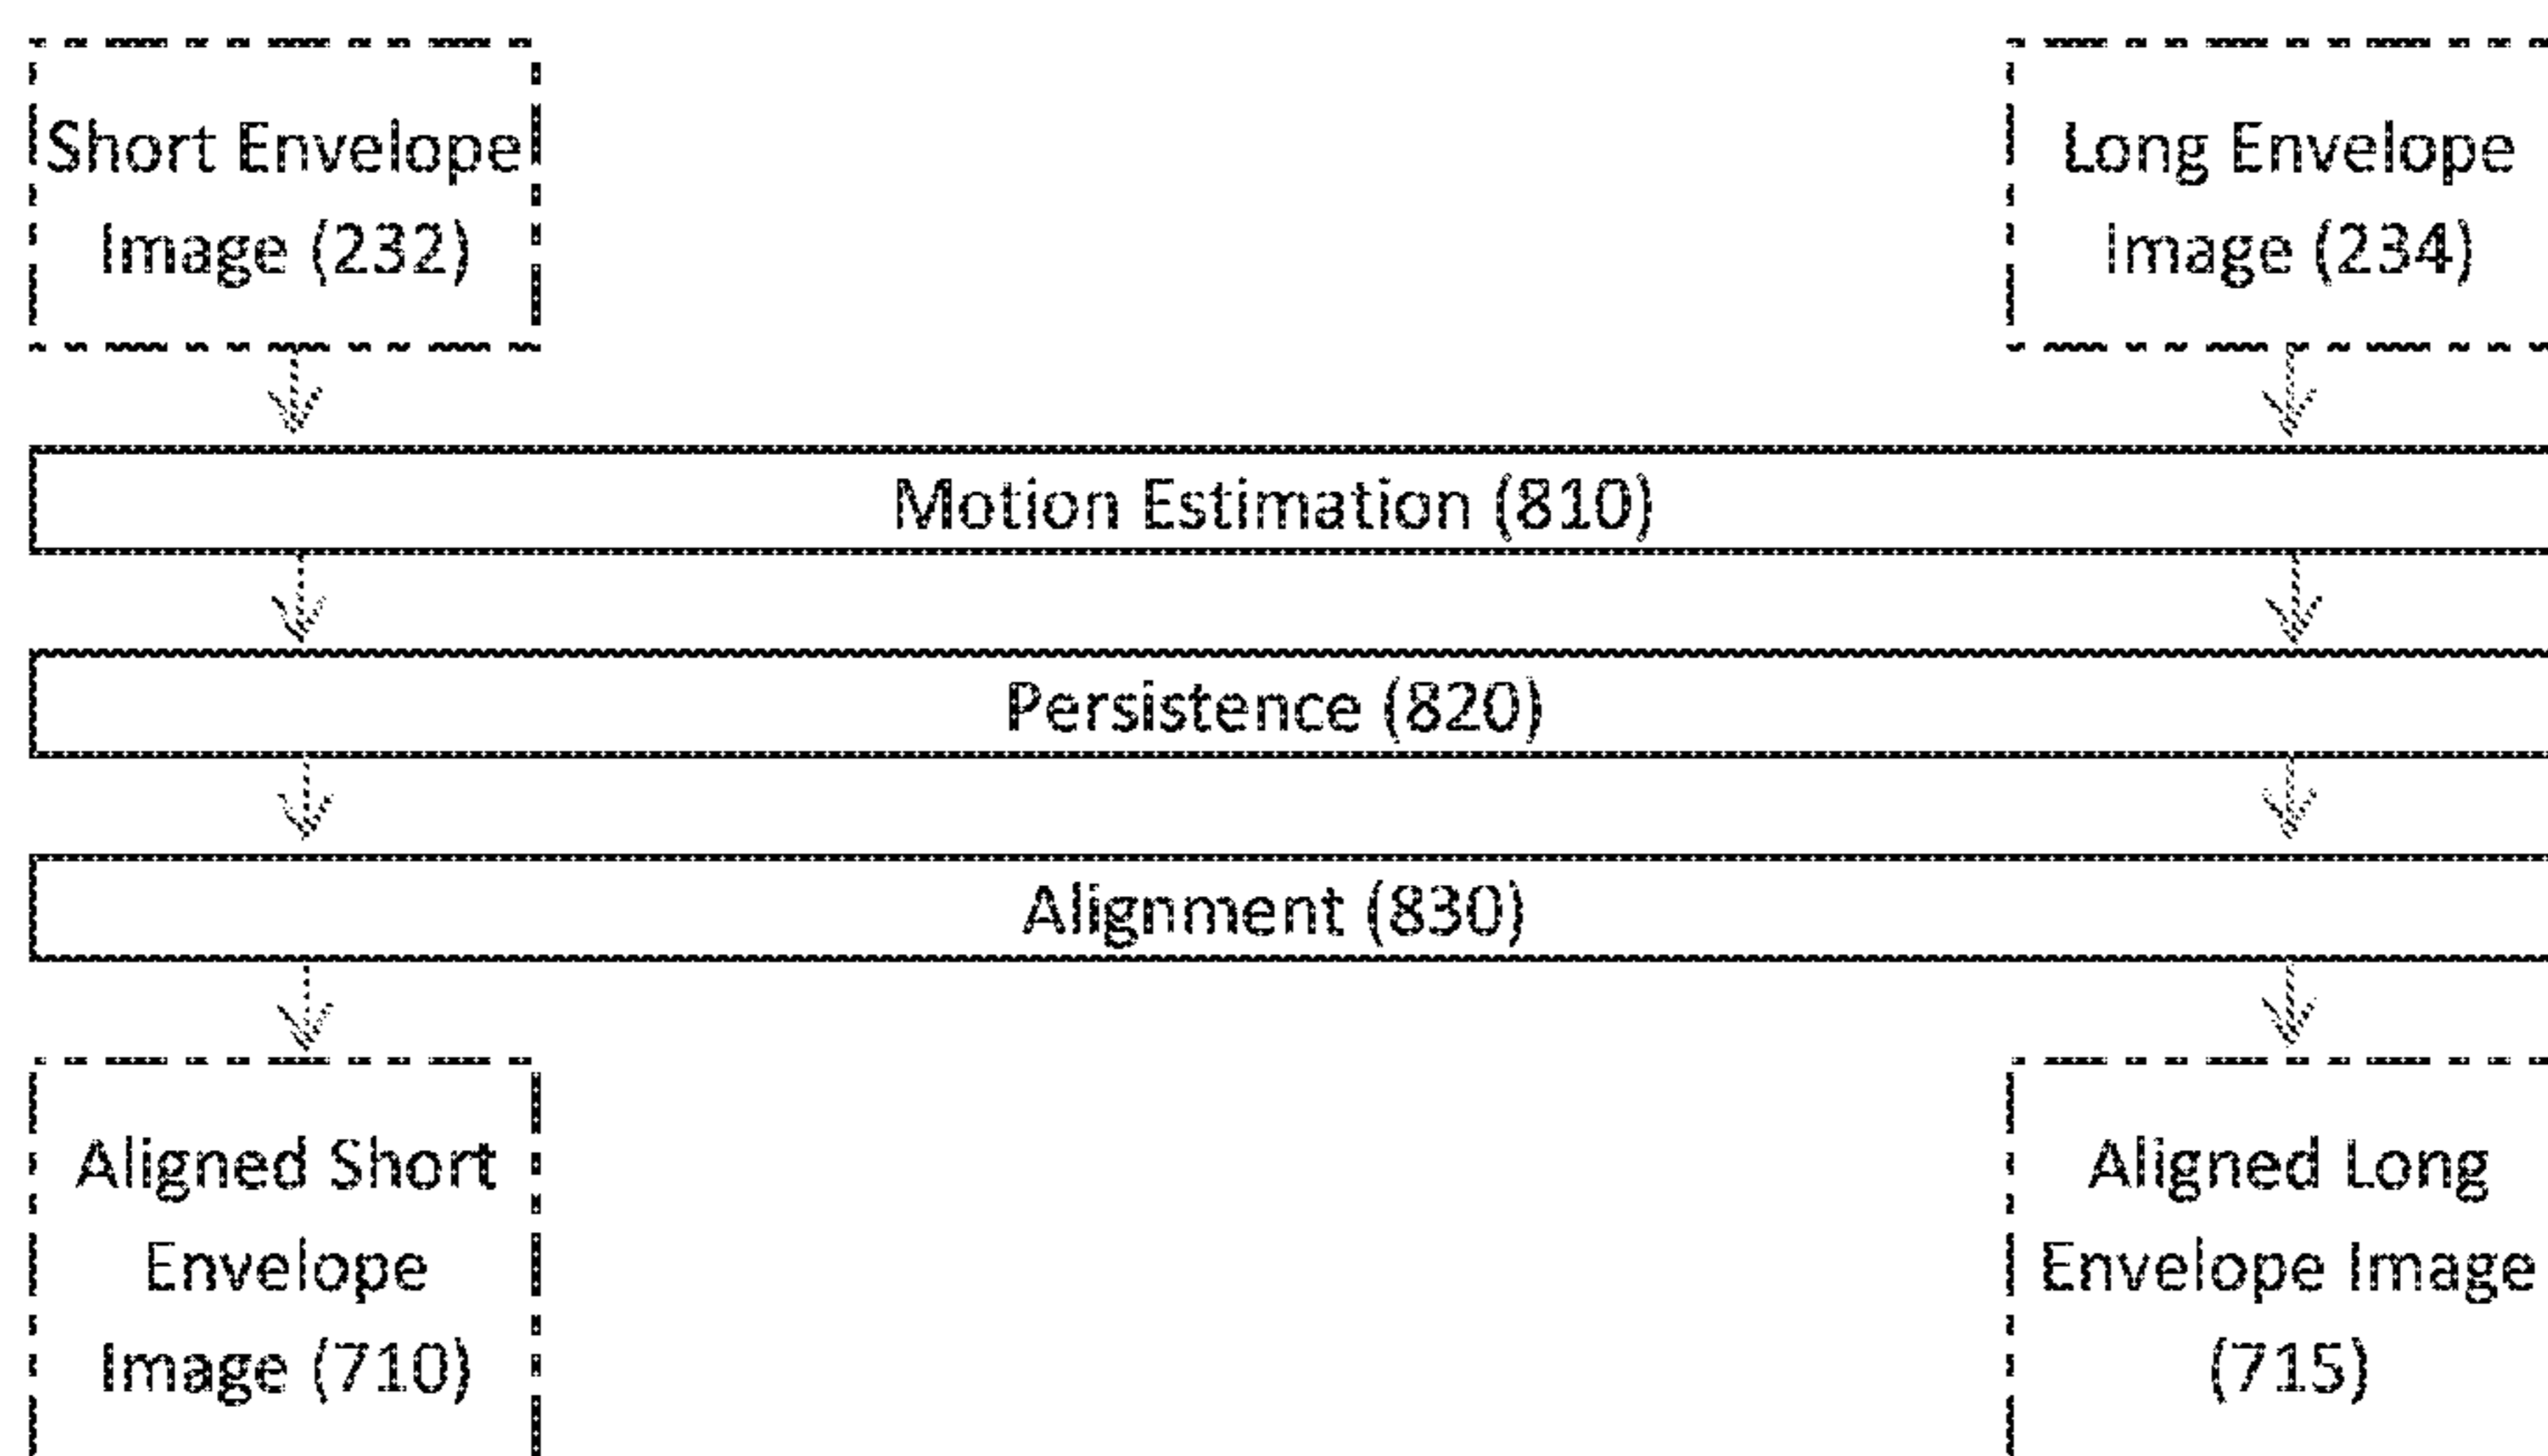 Short Envelope
Image (232)
Long Envelope
Image (234)
Motion Estimation (810)
Persistence (820)
Alignment (830)
Aligned Short
Envelope
Image (710)
Aligned Long
Envelope Image
(715)